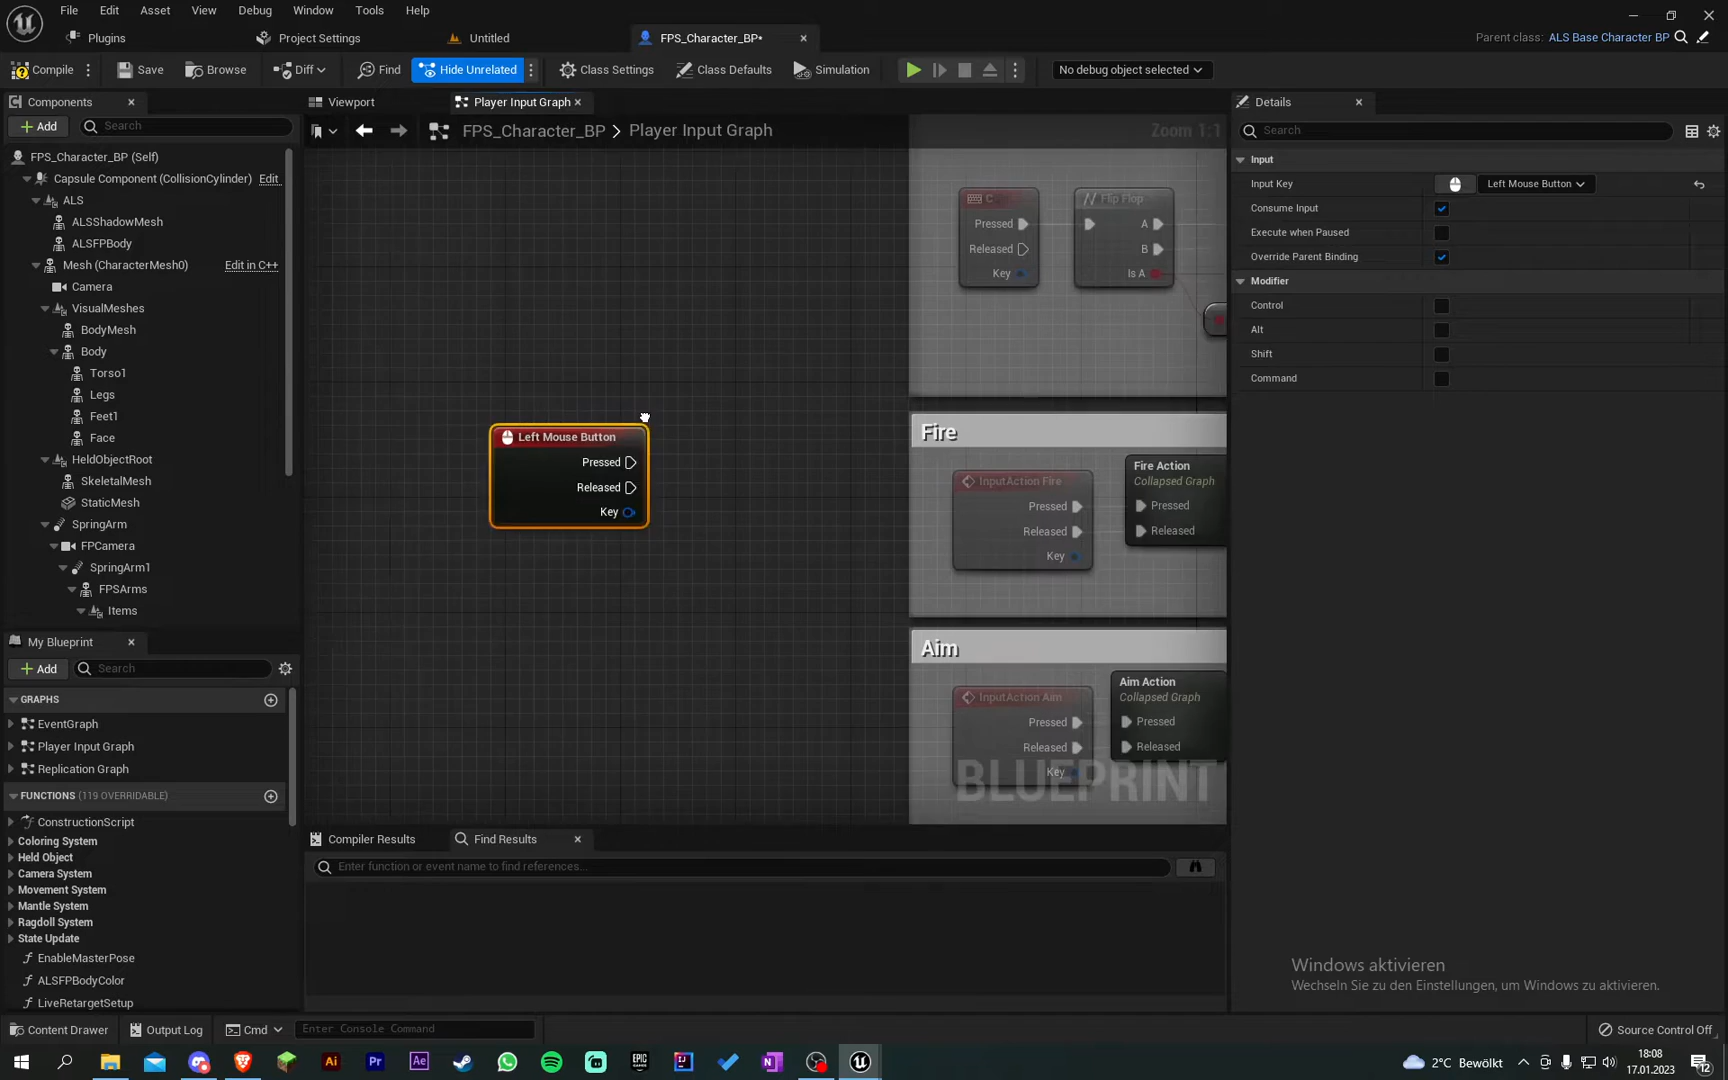 File Edit Asset View Debug Window Tools Help
Plugins Project Settings Untitled FPS_Character_BP• Parent class: ALS Base Character BP
Compile Save Browse Diff Find Hide Unrelated Class Settings Class Defaults Simulation No debug object selected
Components Viewport Player Input Graph Details
Add Search FPS_Character_BP > Player Input Graph Zoom 1:1 Search
FPS_Character_BP (Self)
Capsule Component (CollisionCylinder) Edit
ALS
ALSShadowMesh
ALSFPBody
Mesh (CharacterMesh0) Edit in C++
Camera
VisualMeshes
BodyMesh
Body
Torso1
Legs
Feet1
Face
HeldObjectRoot
SkeletalMesh
StaticMesh
SpringArm
FPCamera
SpringArm1
FPSArms
Items
My Blueprint
Add Search
GRAPHS
EventGraph
Player Input Graph
Replication Graph
FUNCTIONS (119 OVERRIDABLE)
ConstructionScript
Coloring System
Held Object
Camera System
Movement System
Mantle System
Ragdoll System
State Update
EnableMasterPose
ALSFPBodyColor
LiveRetargetSetup
C
Pressed
Released
Key
Flip Flop
A
B
Is A
Left Mouse Button
Pressed
Released
Key
Fire
InputAction Fire
Pressed
Released
Key
Fire Action
Collapsed Graph
Pressed
Released
Aim
InputAction Aim
Pressed
Released
Key
Aim Action
Collapsed Graph
Pressed
Released
BLUEPRINT
Compiler Results Find Results
Enter function or event name to find references...
Input
Input Key Left Mouse Button
Consume Input
Execute when Paused
Override Parent Binding
Modifier
Control
Alt
Shift
Command
Windows aktivieren
Wechseln Sie zu den Einstellungen, um Windows zu aktivieren.
Content Drawer Output Log Cmd Enter Console Command Source Control Off
2°C Bewölkt 18:08
17.01.2023
12